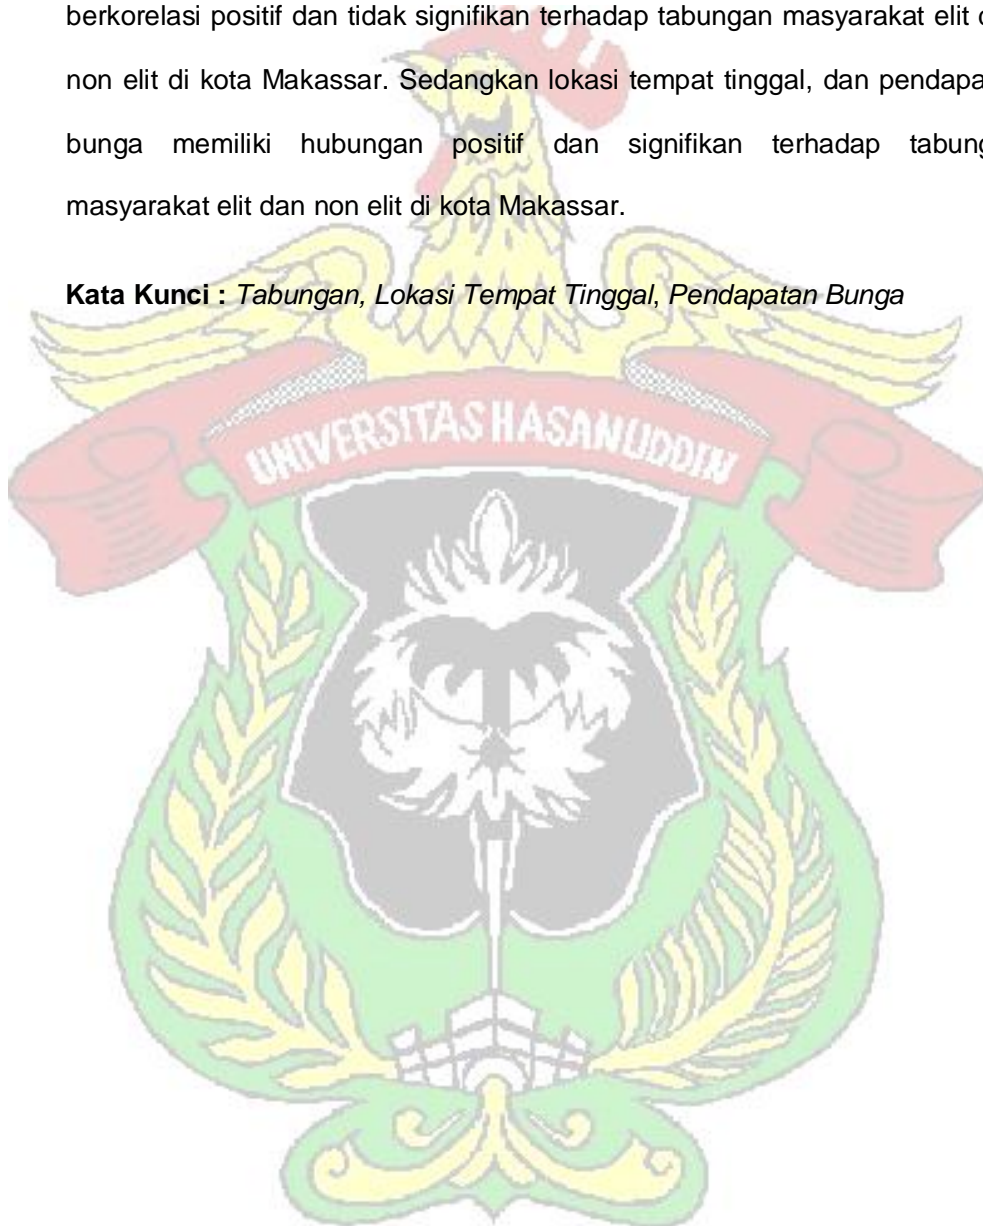 berkorelasi positif dan tidak signifikan terhadap tabungan masyarakat elit
non elit di kota Makassar. Sedangkan lokasi tempat tinggal, dan
bunga memiliki hubungan positif dan signifikan terhadap
masyarakat elit dan non elit di kota Makassar.
Kata Kunci : Tabungan, Lokasi Tempat Tinggal, Pendapatan Bunga
UNIVERSITAS HASANUDDIN